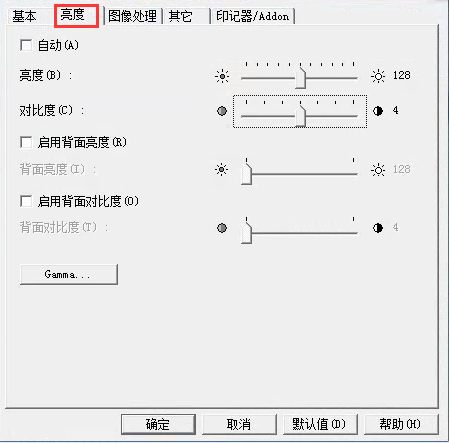 基本 亮度 图像处理 其它 印记器/Addon
自动(A)
亮度(B): 128
对比度(C): 4
启用背面亮度(R)
背面亮度(I): 128
启用背面对比度(O)
背面对比度(T): 4
Gamma...
确定 取消 默认值(D) 帮助(H)